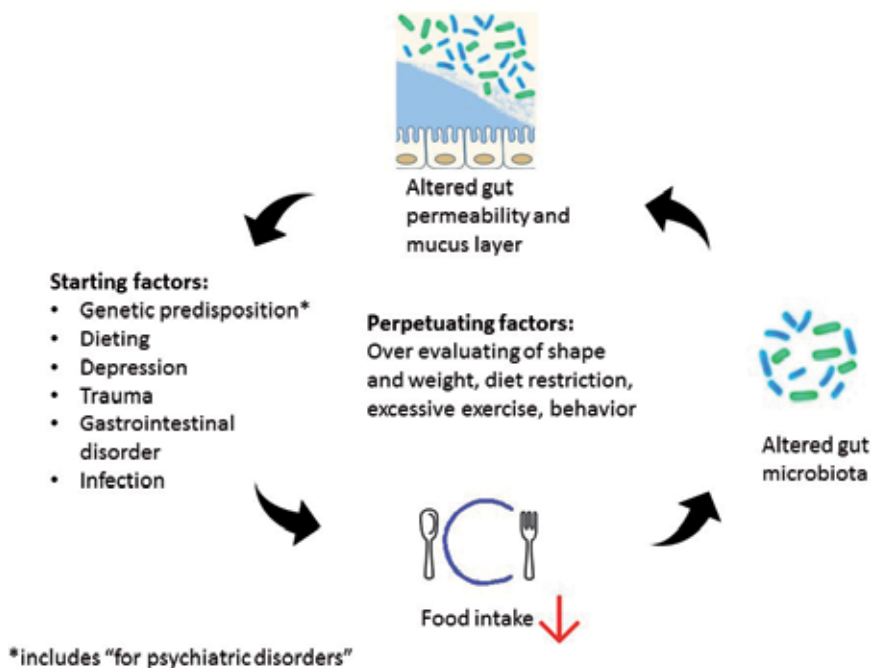 Altered gut
permeability and
mucus layer
Starting factors:
• Genetic predisposition*
• Dieting
• Depression
• Trauma
• Gastrointestinal
disorder
• Infection
Perpetuating factors:
Over evaluating of shape
and weight, diet restriction,
excessive exercise, behavior
Altered gut
microbiota
Food intake
*includes “for psychiatric disorders”